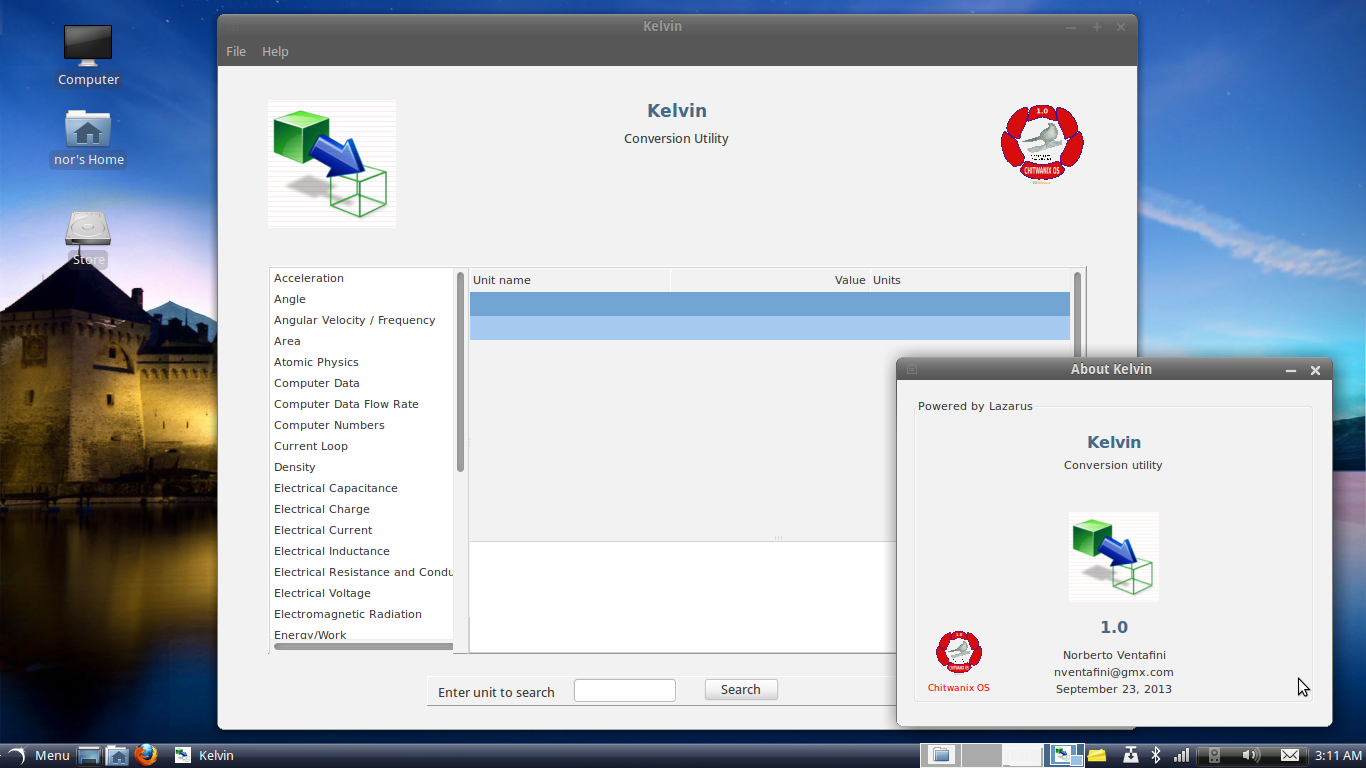 Kelvin
File Help
Computer
nor's Home
Store
Kelvin
Conversion Utility
1.0
CHITWANIX OS
Acceleration
Angle
Angular Velocity / Frequency
Area
Atomic Physics
Computer Data
Computer Data Flow Rate
Computer Numbers
Current Loop
Density
Electrical Capacitance
Electrical Charge
Electrical Current
Electrical Inductance
Electrical Resistance and Condu
Electrical Voltage
Electromagnetic Radiation
Energy/Work
Unit name Value Units
Enter unit to search Search
About Kelvin
Powered by Lazarus
Kelvin
Conversion utility
1.0
Norberto Ventafini
nventafini@gmx.com
September 23, 2013
Chitwanix OS
Menu Kelvin 3:11 AM